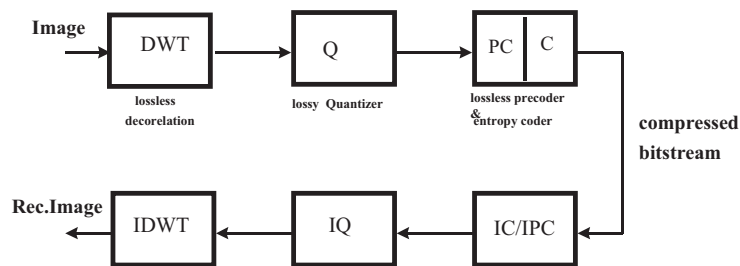 Image
DWT
Q
PC
C
lossless
decorelation
lossy Quantizer
lossless precoder
&
entropy coder
compressed
bitstream
Rec.Image
IDWT
IQ
IC/IPC